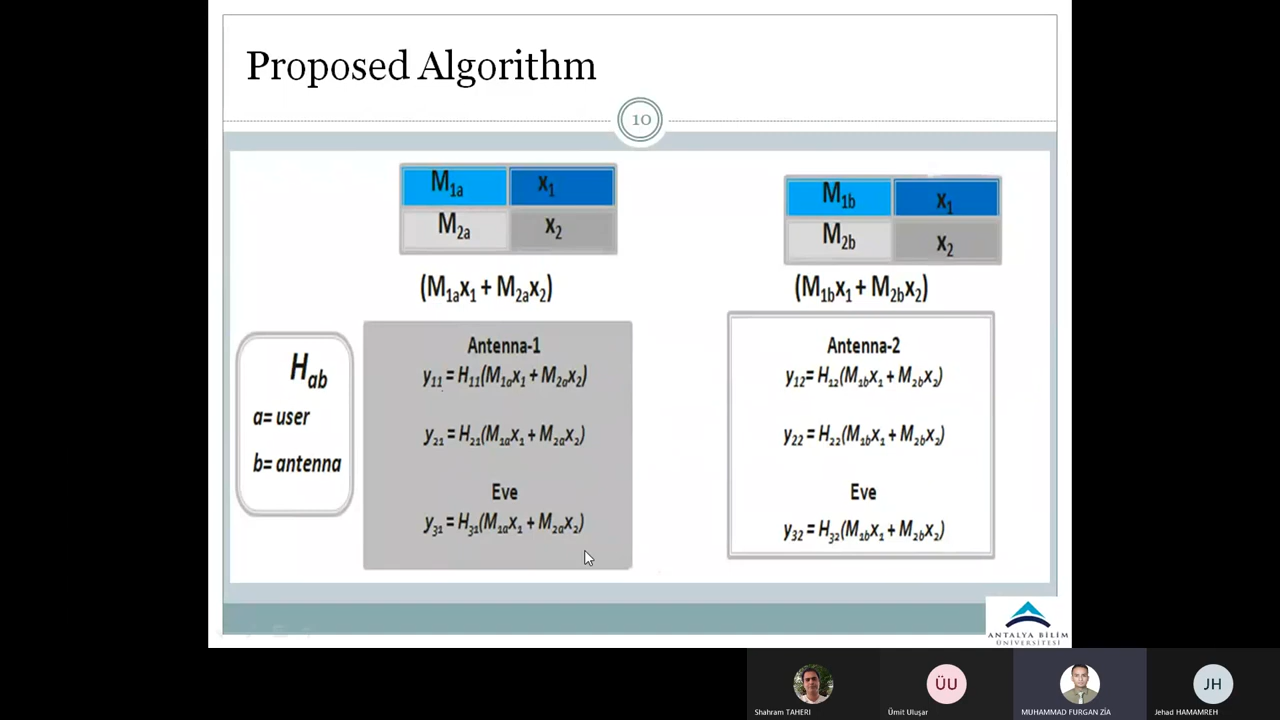 Proposed Algorithm
10
M1a x1
M2a x2
(M1ax1 + M2ax2)
M1b x1
M2b x2
(M1bx1 + M2bx2)
Hab
a= user
b= antenna
Antenna-1
y11 = H11(M1ax1 + M2ax2)
y21 = H21(M1ax1 + M2ax2)
Eve
y31 = H31(M1ax1 + M2ax2)
Antenna-2
y12= H12(M1bx1 + M2bx2)
y22 = H22(M1bx1 + M2bx2)
Eve
y32 = H32(M1bx1 + M2bx2)
ANTALYA BİLİM
ÜNİVERSİTESİ
ÜU
JH
Shahram TAHERI
Ümit Uluşar
MUHAMMAD FURGAN ZİA
Jehad HAMAMREH